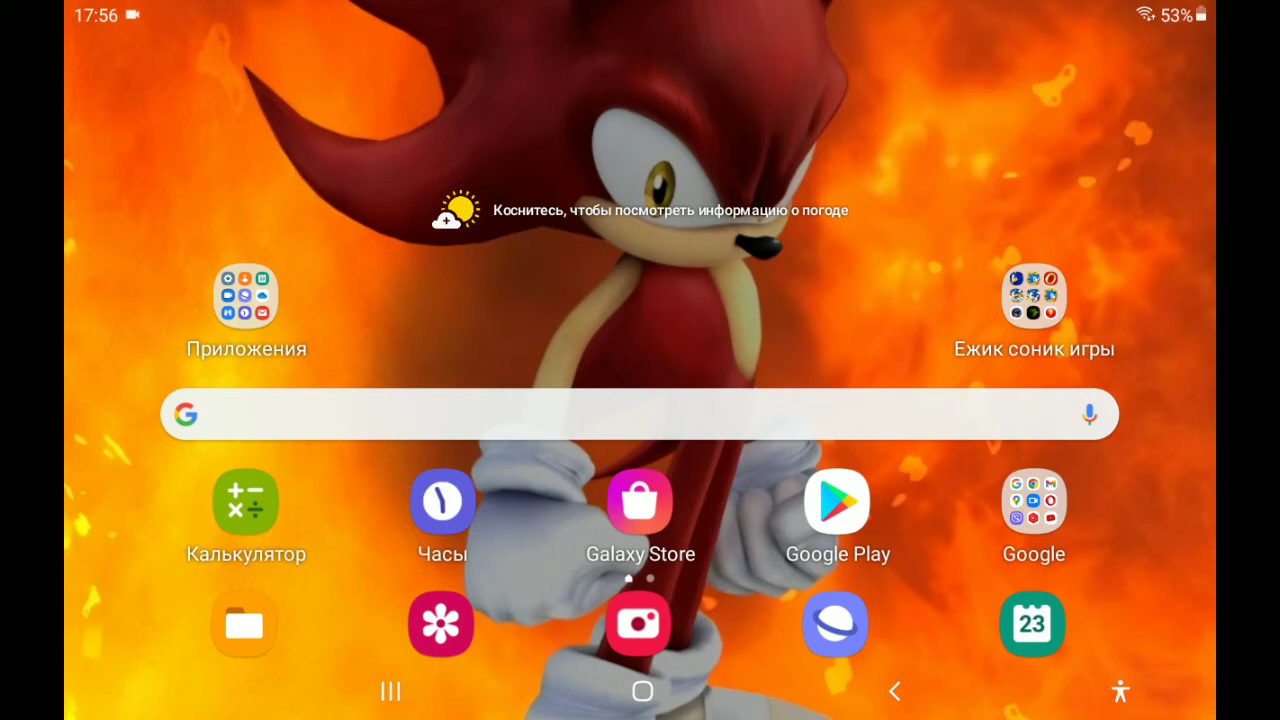 17:56
53%
Коснитесь, чтобы посмотреть информацию о погоде
Приложения
Ежик соник игры
Калькулятор
Часы
Galaxy Store
Google Play
Google
23